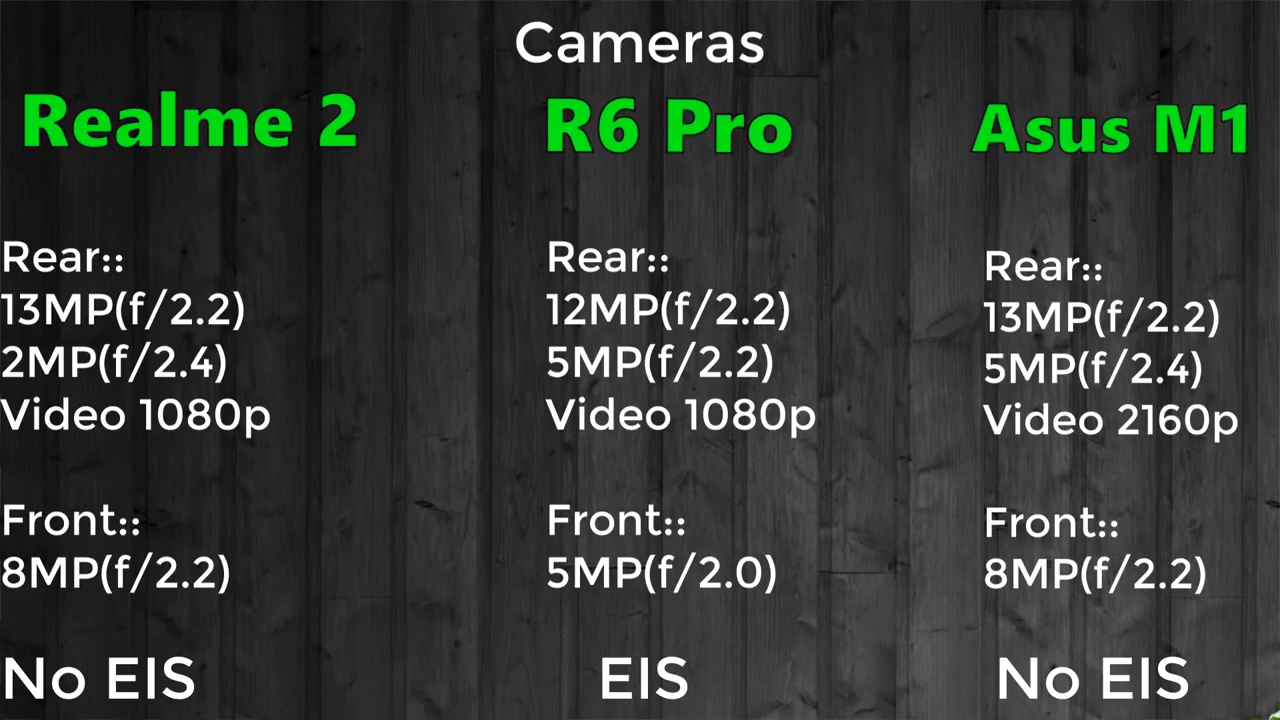 Cameras
Realme 2
Rear::
13MP(f/2.2)
2MP(f/2.4)
Video 1080p
Front::
8MP(f/2.2)
No EIS
R6 Pro
Rear::
12MP(f/2.2)
5MP(f/2.2)
Video 1080p
Front::
5MP(f/2.0)
EIS
Asus M1
Rear::
13MP(f/2.2)
5MP(f/2.4)
Video 2160p
Front::
8MP(f/2.2)
No EIS